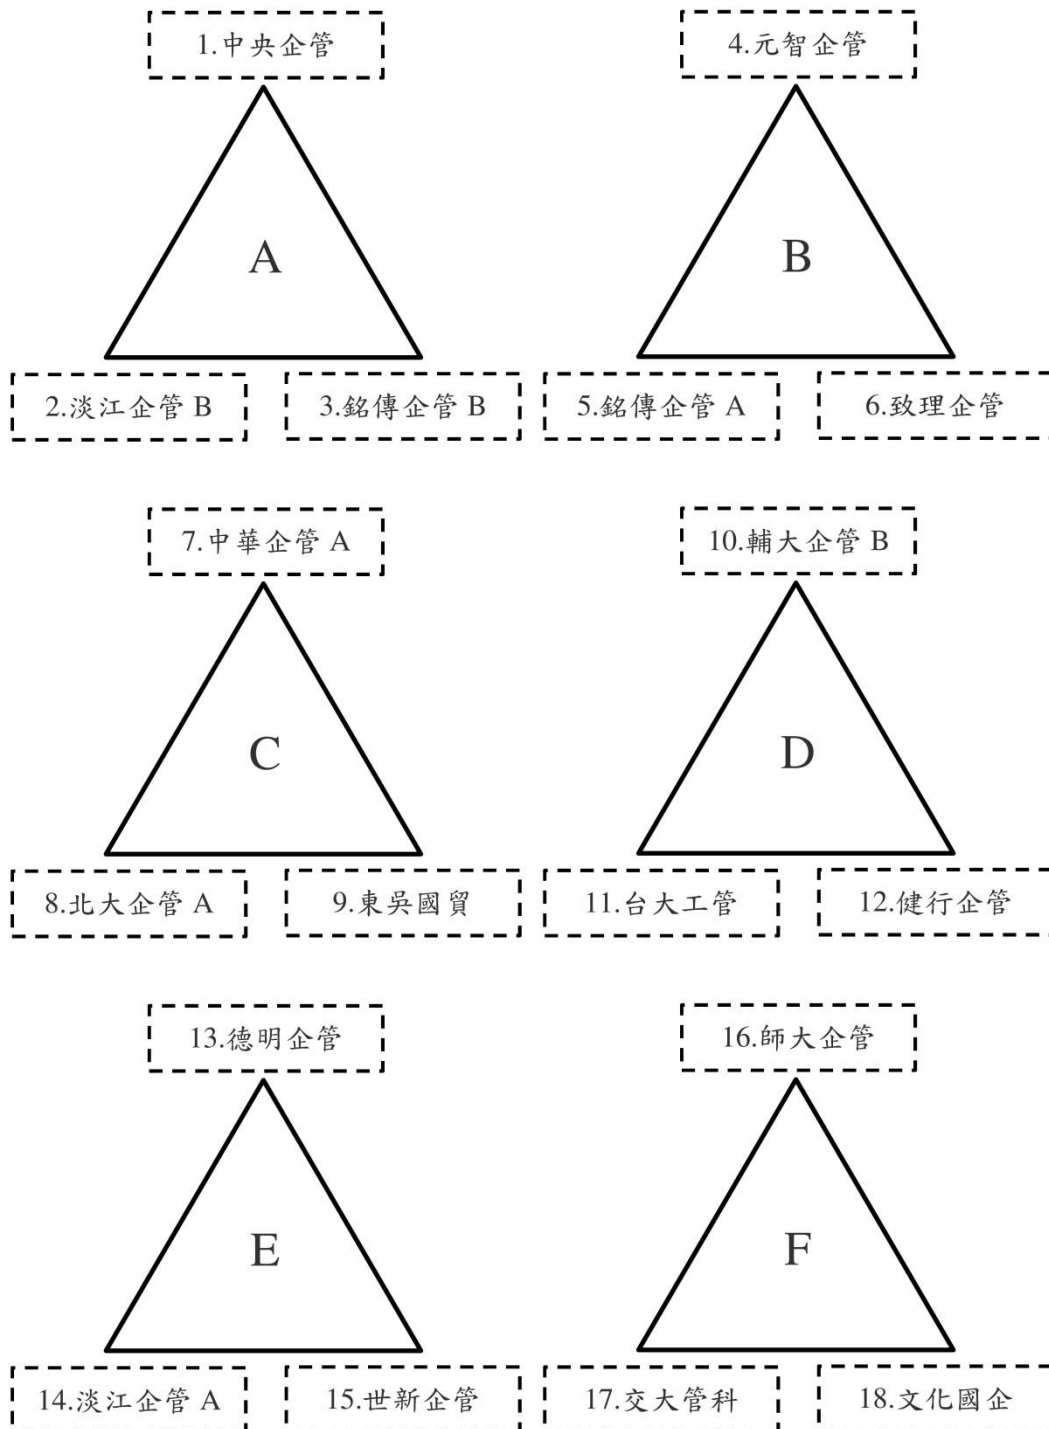 1.中央企管
4.元智企管
A
B
2.淡江企管 B
3.銘傳企管 B
5.銘傳企管 A
6.致理企管
7.中華企管 A
10.輔大企管 B
C
D
8.北大企管 A
9.東吳國貿
11.台大工管
12.健行企管
13.德明企管
16.師大企管
E
F
14.淡江企管 A
15.世新企管
17.交大管科
18.文化國企